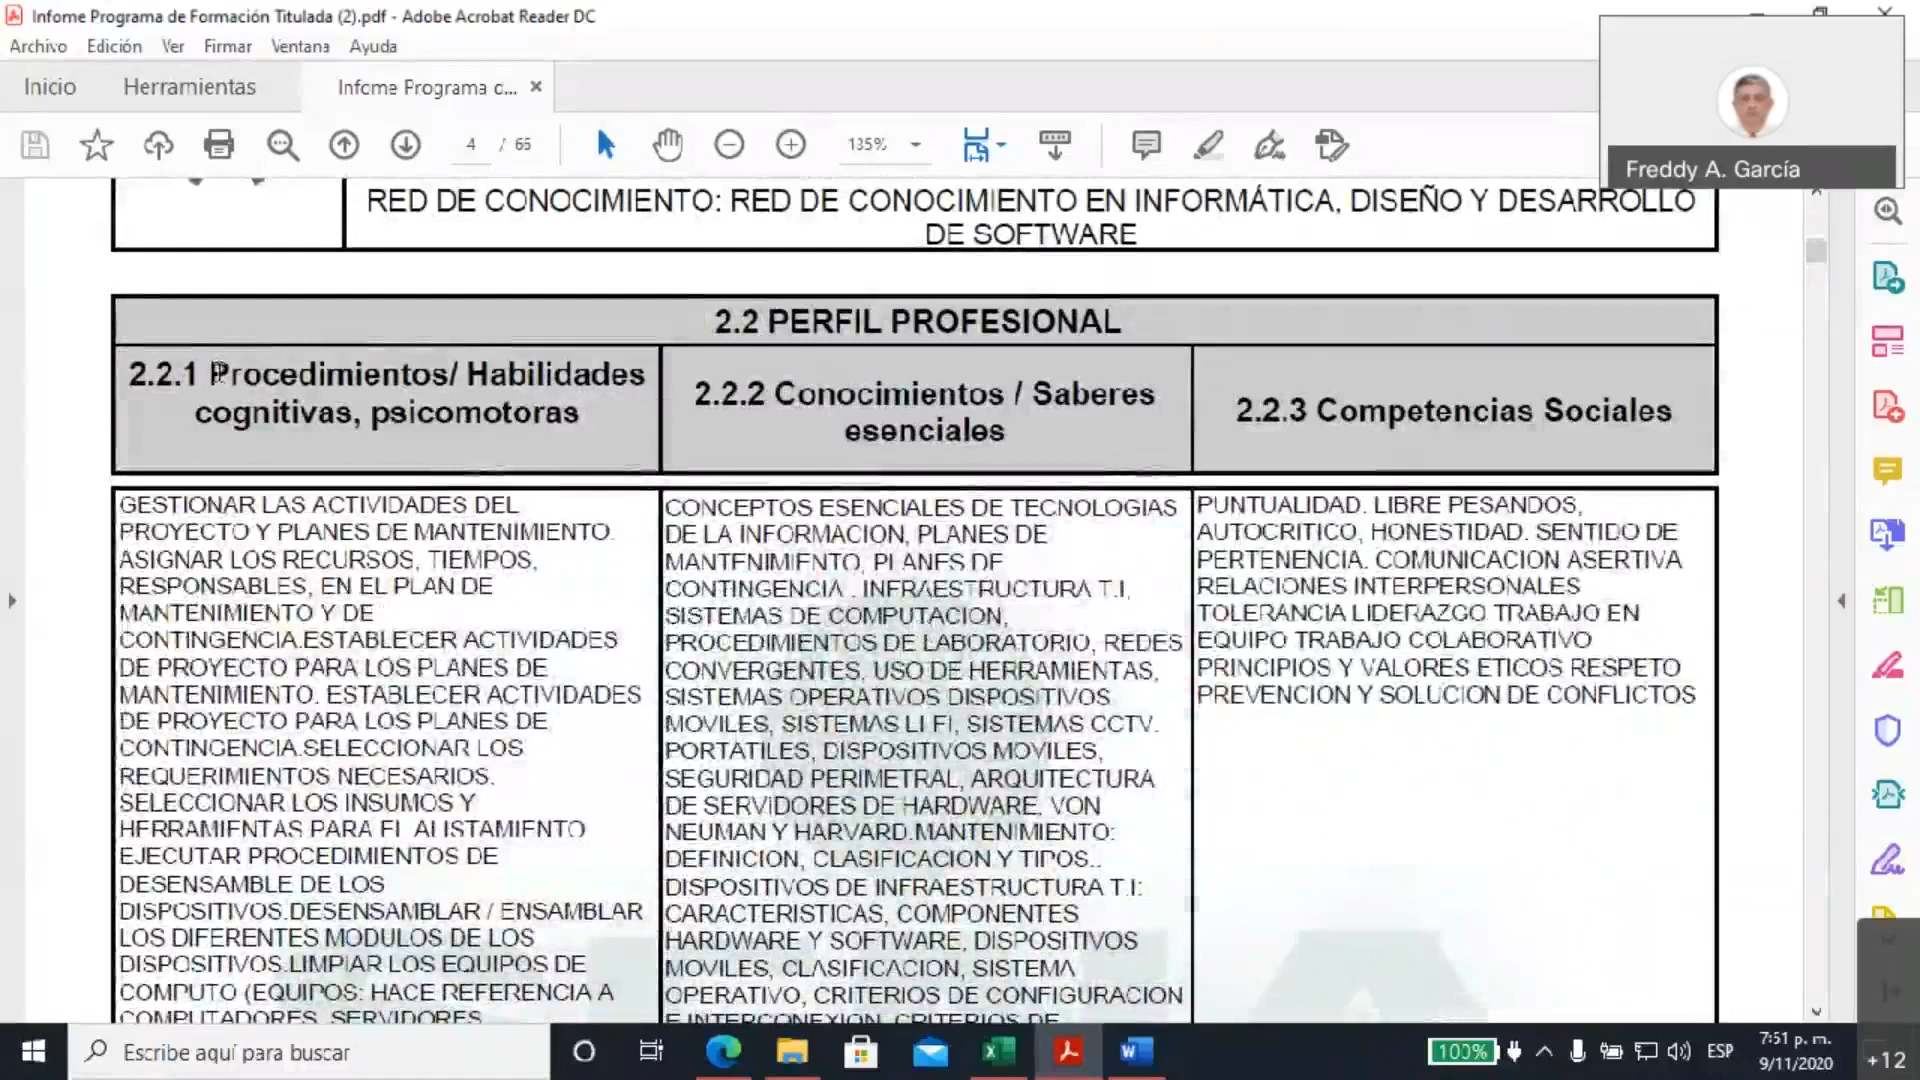 Infome Programa de Formación Titulada (2).pdf - Adobe Acrobat Reader DC
Archivo Edición Ver Firmar Ventana Ayuda
Inicio Herramientas Infome Programa d... ×
4 / 65 135%
Freddy A. García
RED DE CONOCIMIENTO: RED DE CONOCIMIENTO EN INFORMÁTICA, DISEÑO Y DESARROLLO
DE SOFTWARE
2.2 PERFIL PROFESIONAL
2.2.1 Procedimientos/ Habilidades
cognitivas, psicomotoras
2.2.2 Conocimientos / Saberes
esenciales
2.2.3 Competencias Sociales
GESTIONAR LAS ACTIVIDADES DEL
PROYECTO Y PLANES DE MANTENIMIENTO.
ASIGNAR LOS RECURSOS, TIEMPOS,
RESPONSABLES, EN EL PLAN DE
MANTENIMIENTO Y DE
CONTINGENCIA.ESTABLECER ACTIVIDADES
DE PROYECTO PARA LOS PLANES DE
MANTENIMIENTO. ESTABLECER ACTIVIDADES
DE PROYECTO PARA LOS PLANES DE
CONTINGENCIA.SELECCIONAR LOS
REQUERIMIENTOS NECESARIOS.
SELECCIONAR LOS INSUMOS Y
HERRAMIENTAS PARA EL ALISTAMIENTO
EJECUTAR PROCEDIMIENTOS DE
DESENSAMBLE DE LOS
DISPOSITIVOS.DESENSAMBLAR / ENSAMBLAR
LOS DIFERENTES MODULOS DE LOS
DISPOSITIVOS.LIMPIAR LOS EQUIPOS DE
COMPUTO (EQUIPOS: HACE REFERENCIA A
COMPUTADORES, SERVIDORES
CONCEPTOS ESENCIALES DE TECNOLOGIAS
DE LA INFORMACION, PLANES DE
MANTENIMIENTO, PLANES DE
CONTINGENCIA . INFRAESTRUCTURA T.I,
SISTEMAS DE COMPUTACION,
PROCEDIMIENTOS DE LABORATORIO, REDES
CONVERGENTES, USO DE HERRAMIENTAS,
SISTEMAS OPERATIVOS DISPOSITIVOS
MOVILES, SISTEMAS LI FI, SISTEMAS CCTV.
PORTATILES, DISPOSITIVOS MOVILES,
SEGURIDAD PERIMETRAL, ARQUITECTURA
DE SERVIDORES DE HARDWARE, VON
NEUMAN Y HARVARD.MANTENIMIENTO:
DEFINICION, CLASIFICACION Y TIPOS..
DISPOSITIVOS DE INFRAESTRUCTURA T.I:
CARACTERISTICAS, COMPONENTES
HARDWARE Y SOFTWARE, DISPOSITIVOS
MOVILES, CLASIFICACION, SISTEMA
OPERATIVO, CRITERIOS DE CONFIGURACION
E INTERCONEXION, CRITERIOS DE
PUNTUALIDAD. LIBRE PESANDOS,
AUTOCRITICO, HONESTIDAD. SENTIDO DE
PERTENENCIA. COMUNICACION ASERTIVA
RELACIONES INTERPERSONALES
TOLERANCIA LIDERAZGO TRABAJO EN
EQUIPO TRABAJO COLABORATIVO
PRINCIPIOS Y VALORES ETICOS RESPETO
PREVENCION Y SOLUCION DE CONFLICTOS
Escribe aquí para buscar
100%
ESP
7:51 p. m.
9/11/2020
+12